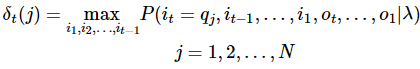 δ_t(j) = max_{i_1,i_2,…,i_{t−1}} P(i_t = q_j, i_{t−1}, …, i_1, o_t, …, o_1|λ)
j = 1, 2, …, N